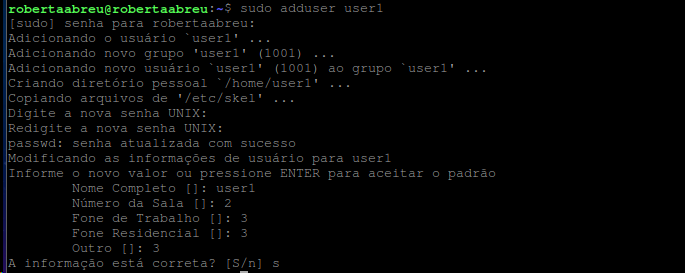 robertaabreu@robertaabreu:~$ sudo adduser user1
[sudo] senha para robertaabreu:
Adicionando o usuário `user1' ...
Adicionando novo grupo 'user1' (1001) ...
Adicionando novo usuário `user1' (1001) ao grupo `user1' ...
Criando diretório pessoal `/home/user1' ...
Copiando arquivos de '/etc/skel' ...
Digite a nova senha UNIX:
Redigite a nova senha UNIX:
passwd: senha atualizada com sucesso
Modificando as informações de usuário para user1
Informe o novo valor ou pressione ENTER para aceitar o padrão
Nome Completo []: user1
Número da Sala []: 2
Fone de Trabalho []: 3
Fone Residencial []: 3
Outro []: 3
A informação está correta? [S/n] s